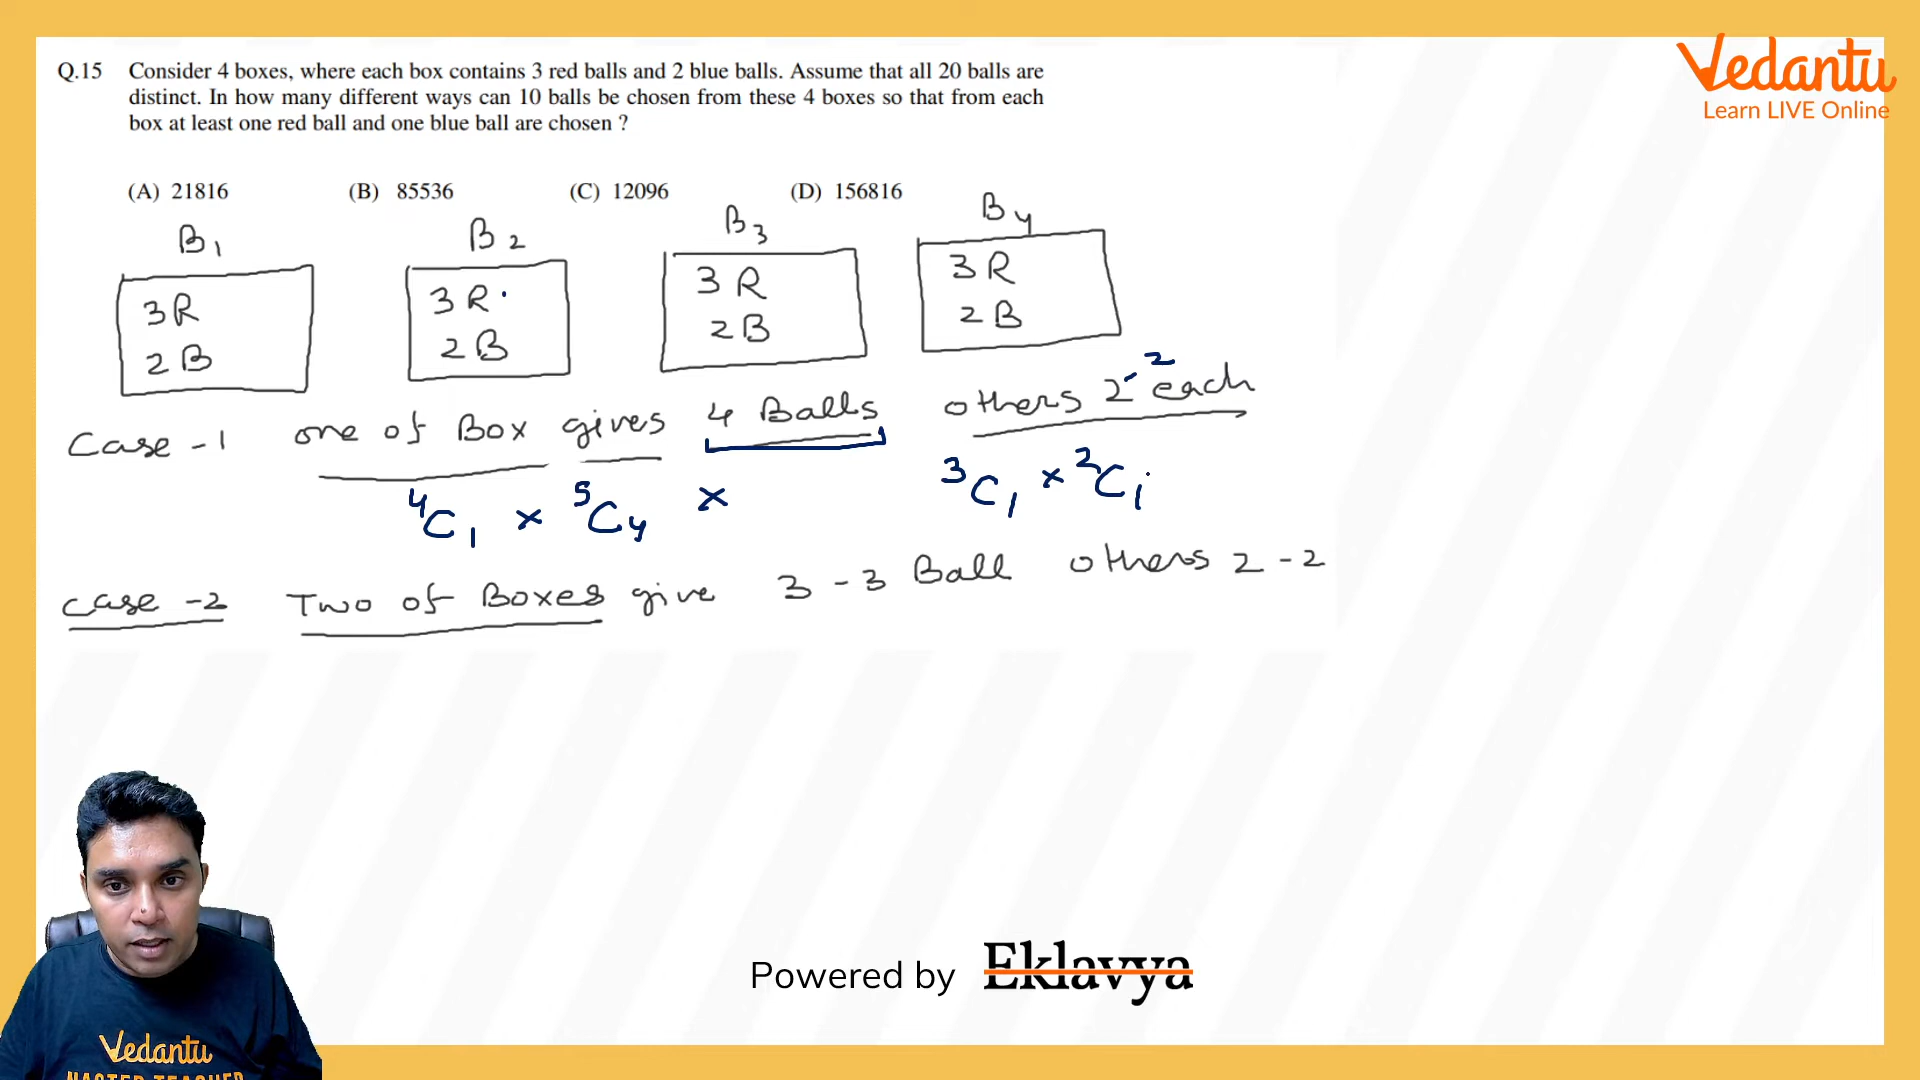 Vedantu
Learn LIVE Online
Q.15 Consider 4 boxes, where each box contains 3 red balls and 2 blue balls. Assume that all 20 balls are
distinct. In how many different ways can 10 balls be chosen from these 4 boxes so that from each
box at least one red ball and one blue ball are chosen ?
(A) 21816 (B) 85536 (C) 12096 (D) 156816
B₁ B₂ B₃ B₄
3R 3R 3R 3R
2B 2B 2B 2B
Case -1 one of Box gives 4 Balls others 2-2 each
⁴C₁ × ⁵C₄ × ³C₁ × ²C₁
Case -2 Two of Boxes give 3-3 Ball others 2-2
Powered by Eklavya
Vedantu
MASTER TEACHER